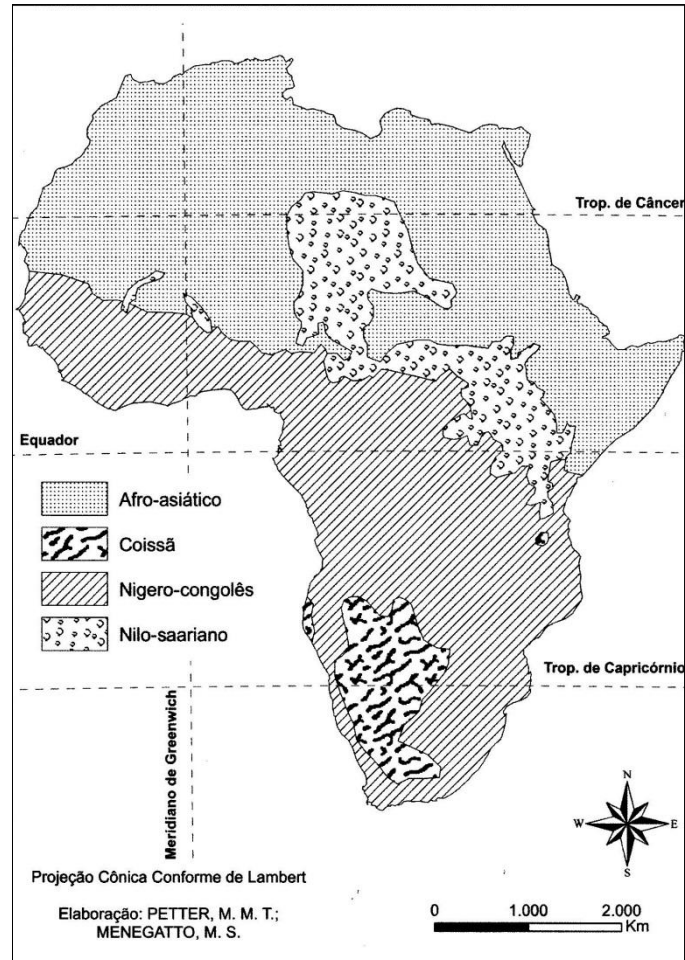 Trop. de Câncer
Equador
Afro-asiático
Coissã
Nigero-congolês
Nilo-saariano
Trop. de Capricórnio
Meridiano de Greenwich
N
W
E
S
Projeção Cônica Conforme de Lambert
Elaboração: PETTER, M. M. T.;
MENEGATTO, M. S.
0 1.000 2.000
Km